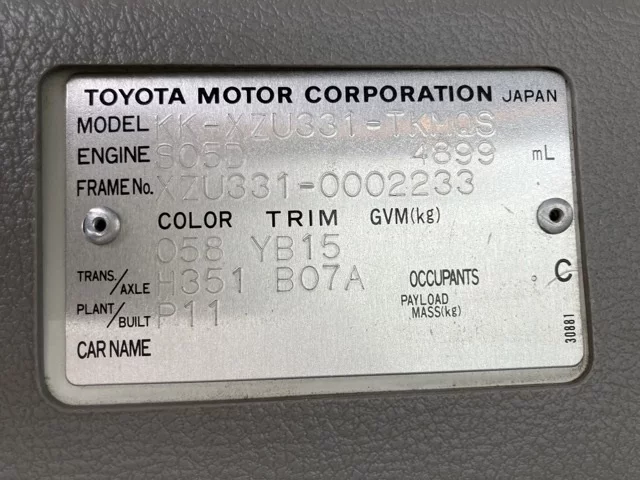 TOYOTA MOTOR CORPORATION JAPAN
MODEL KK-XZU331-TKMQS
ENGINE S05D 4899 mL
FRAME No. XZU331-0002233
COLOR TRIM GVM(kg)
058 YB15
TRANS./AXLE H351 B07A OCCUPANTS C
PLANT/BUILT P11 PAYLOAD MASS(kg)
CAR NAME
30881